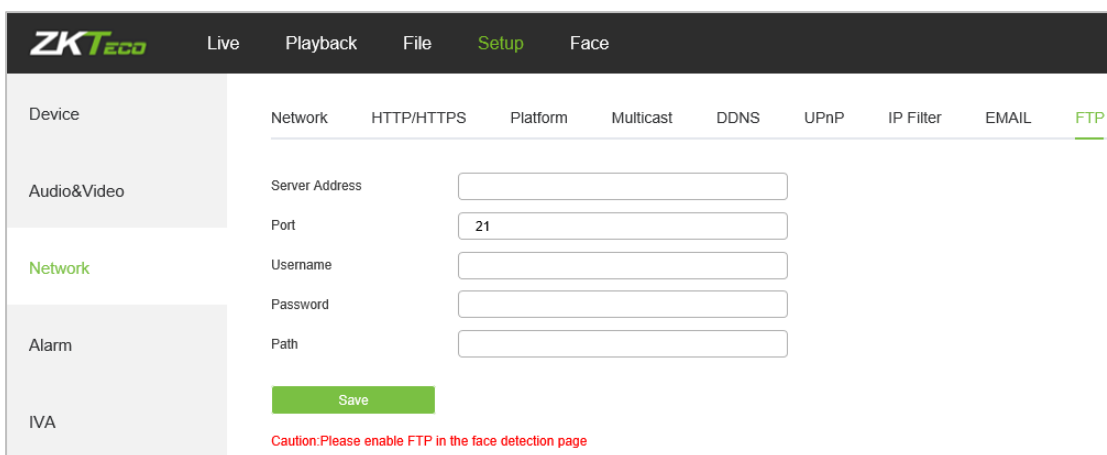 ZKTeco Live Playback File Setup Face
Device
Network HTTP/HTTPS Platform Multicast DDNS UPnP IP Filter EMAIL FTP
Audio&Video
Server Address
Port 21
Network
Username
Password
Alarm
Path
Save
IVA
Caution:Please enable FTP in the face detection page